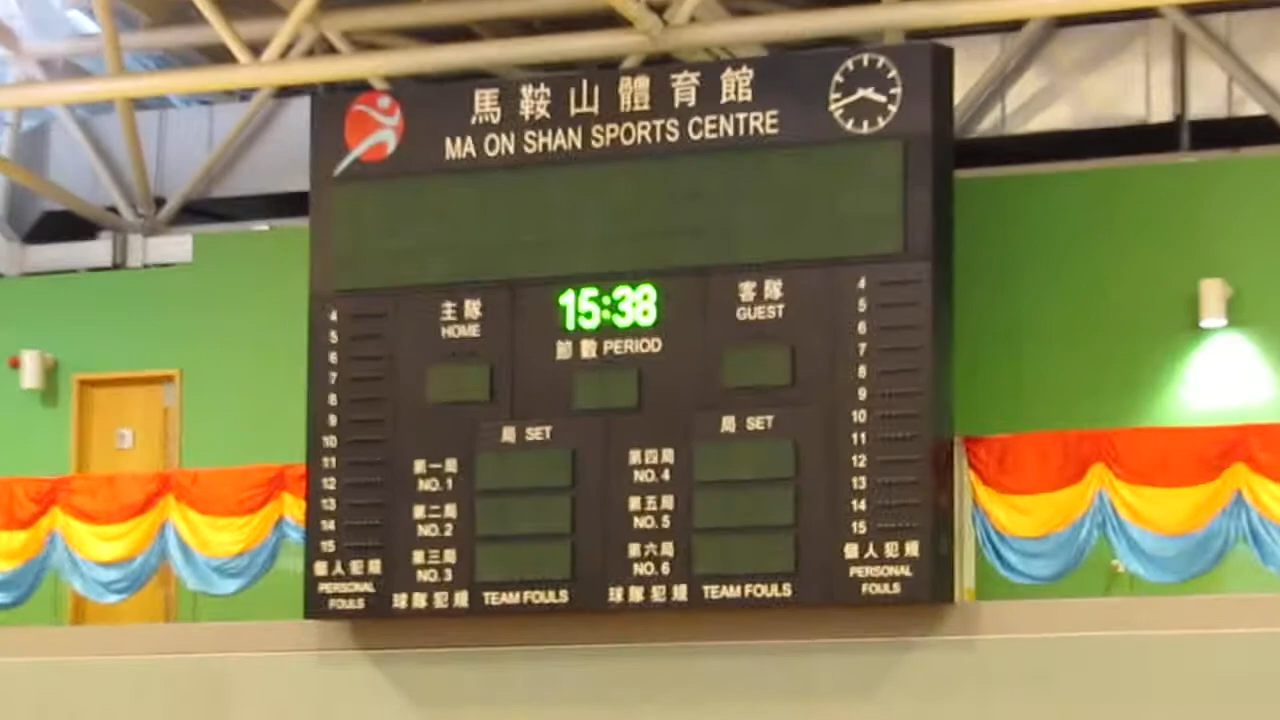 馬鞍山體育館
MA ON SHAN SPORTS CENTRE
15:38
主隊
HOME
節數 PERIOD
客隊
GUEST
4
5
6
7
8
9
10
11
12
13
14
15
個人犯規
PERSONAL
FOULS
局 SET
第一局
NO. 1
第二局
NO. 2
第三局
NO. 3
球隊犯規 TEAM FOULS
局 SET
第四局
NO. 4
第五局
NO. 5
第六局
NO. 6
球隊犯規 TEAM FOULS
4
5
6
7
8
9
10
11
12
13
14
15
個人犯規
PERSONAL
FOULS